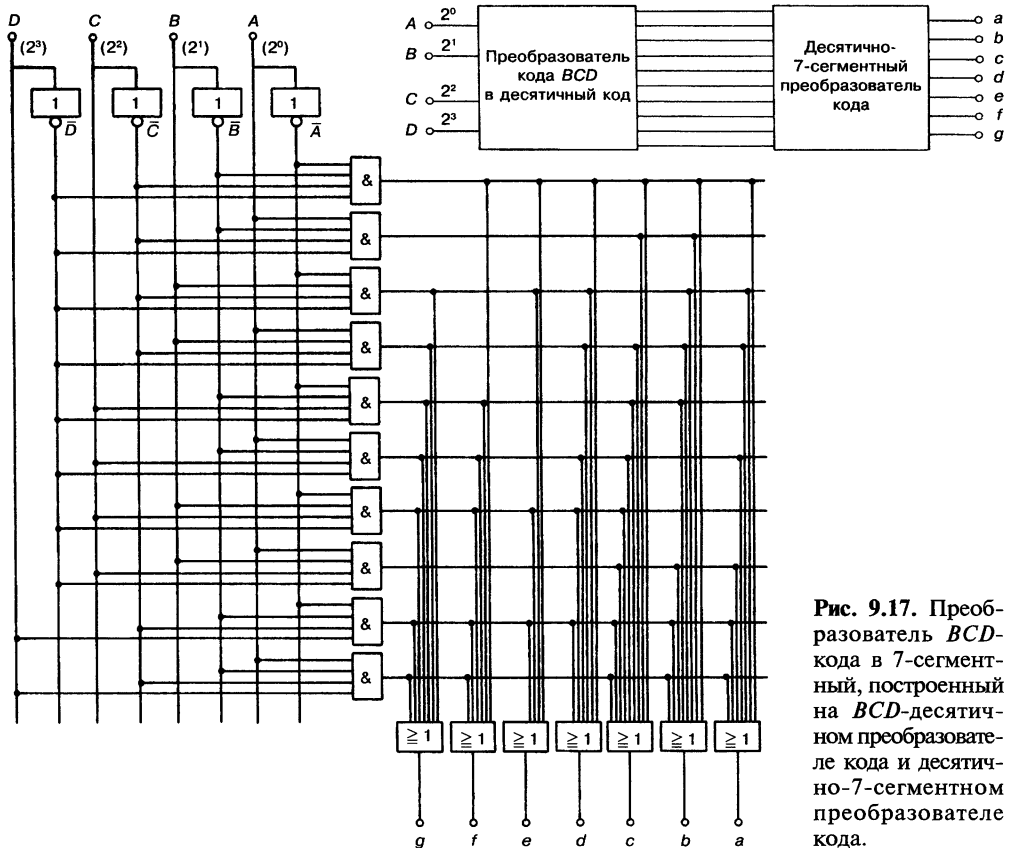 D C B A
(2³) (2²) (2¹) (2⁰)
1 1 1 1
D̅ C̅ B̅ A̅
&
&
&
&
&
&
&
&
&
&
≧ 1 ≧ 1 ≧ 1 ≧ 1 ≧ 1 ≧ 1 ≧ 1
g f e d c b a
A 2⁰
B 2¹
C 2²
D 2³
Преобразователь
кода BCD
в десятичный код
Десятично-
7-сегментный
преобразователь
кода
a
b
c
d
e
f
g
Рис. 9.17. Преоб-
разователь BCD-
кода в 7-сегмент-
ный, построенный
на BCD-десятич-
ном преобразовате-
ле кода и десятич-
но-7-сегментном
преобразователе
кода.